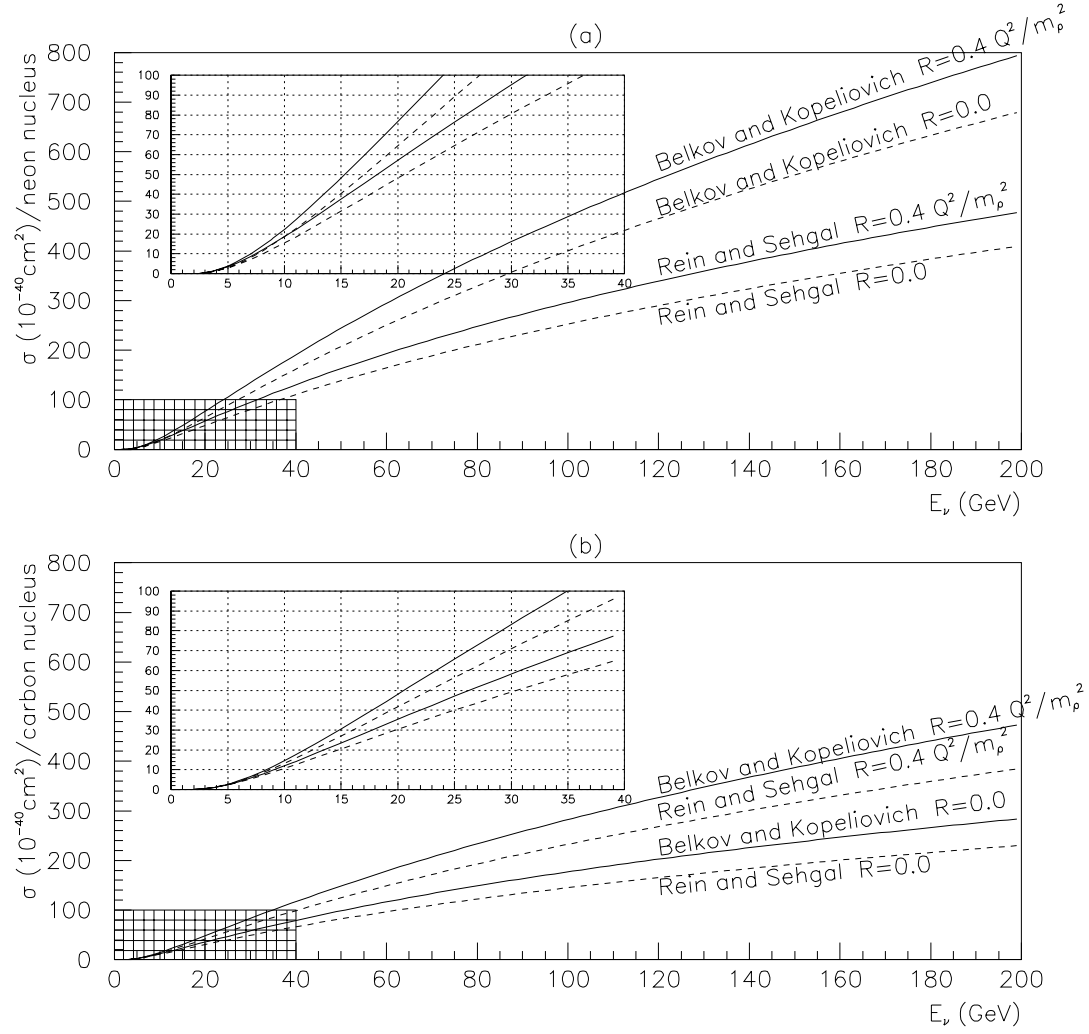 (a)
σ (10⁻⁴⁰cm²)/neon nucleus
800
700
600
500
400
300
200
100
0
100
90
80
70
60
50
40
30
20
10
0
0 5 10 15 20 25 30 35 40
Belkov and Kopeliovich R=0.4 Q²/m_ρ²
Belkov and Kopeliovich R=0.0
Rein and Sehgal R=0.4 Q²/m_ρ²
Rein and Sehgal R=0.0
0 20 40 60 80 100 120 140 160 180 200
E_ν (GeV)
(b)
σ (10⁻⁴⁰cm²)/carbon nucleus
800
700
600
500
400
300
200
100
0
100
90
80
70
60
50
40
30
20
10
0
0 5 10 15 20 25 30 35 40
Belkov and Kopeliovich R=0.4 Q²/m_ρ²
Rein and Sehgal R=0.4 Q²/m_ρ²
Belkov and Kopeliovich R=0.0
Rein and Sehgal R=0.0
0 20 40 60 80 100 120 140 160 180 200
E_ν (GeV)